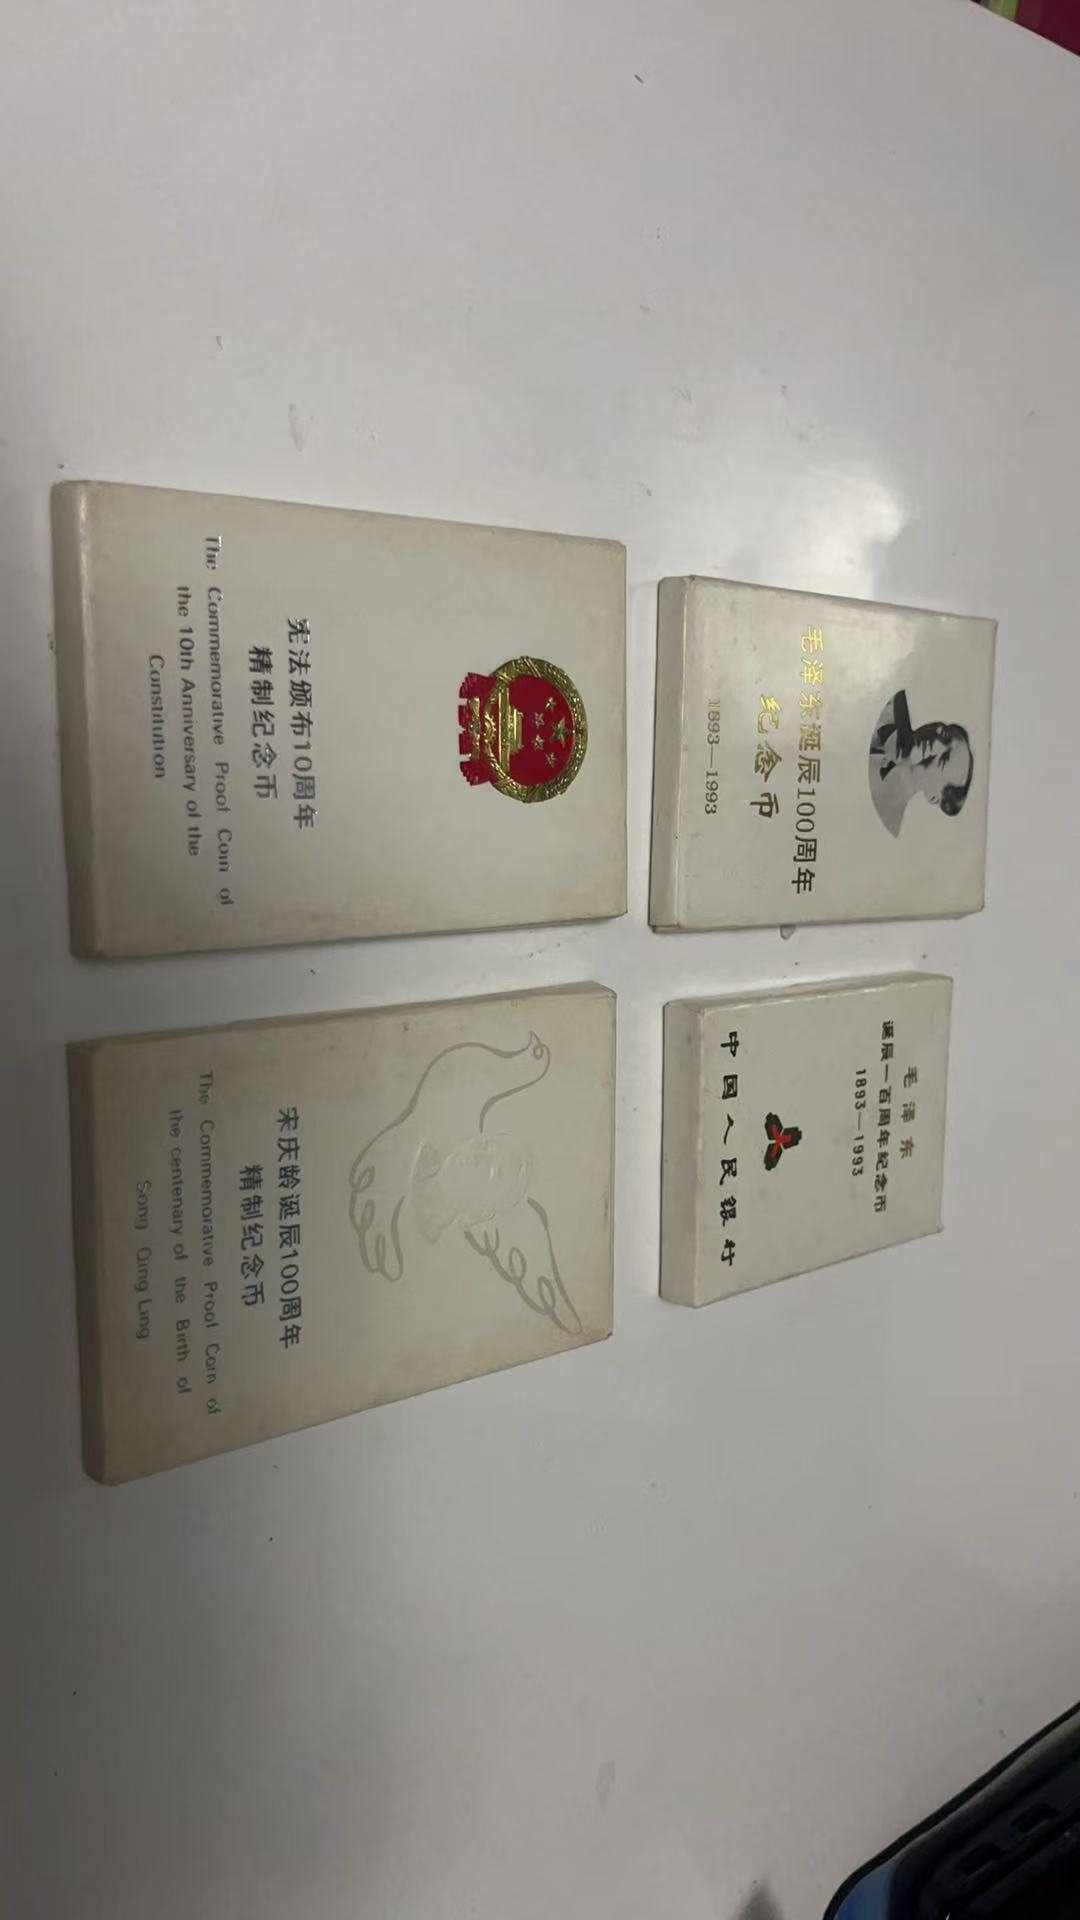 毛泽东诞辰100周年
纪念币
1893—1993
毛泽东
诞辰一百周年纪念币
1893—1993
中国人民银行
宪法颁布10周年
精制纪念币
The Commemorative Proof Coin of
the 10th Anniversary of the
Constitution
宋庆龄诞辰100周年
精制纪念币
The Commemorative Proof Coin of
the centenary of the Birth of
Song Qing Ling